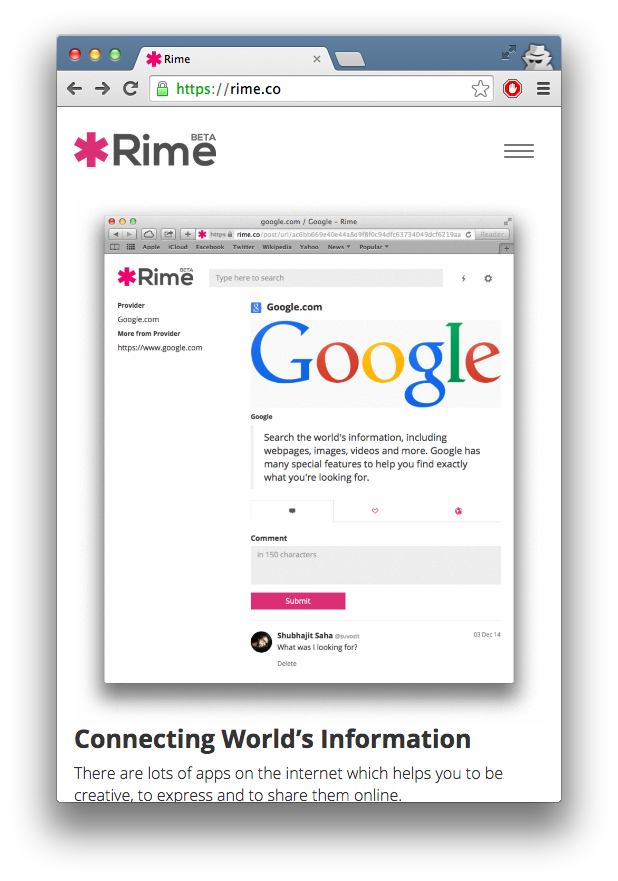 Rime
https://rime.co
Rime BETA
google.com / Google – Rime
https rime.co/post/url/ac6bb669e40e44a8d9f8f0c94dfc63734049dcf6219aa Reader
Apple iCloud Facebook Twitter Wikipedia Yahoo News Popular
Rime BETA
Type here to search
Provider
Google.com
More from Provider
https://www.google.com
Google.com
Google
Google
Search the world's information, including
webpages, images, videos and more. Google has
many special features to help you find exactly
what you're looking for.
Comment
in 150 characters
Submit
Shubhajit Saha @suvozit
03 Dec 14
What was I looking for?
Delete
Connecting World’s Information
There are lots of apps on the internet which helps you to be
creative, to express and to share them online.